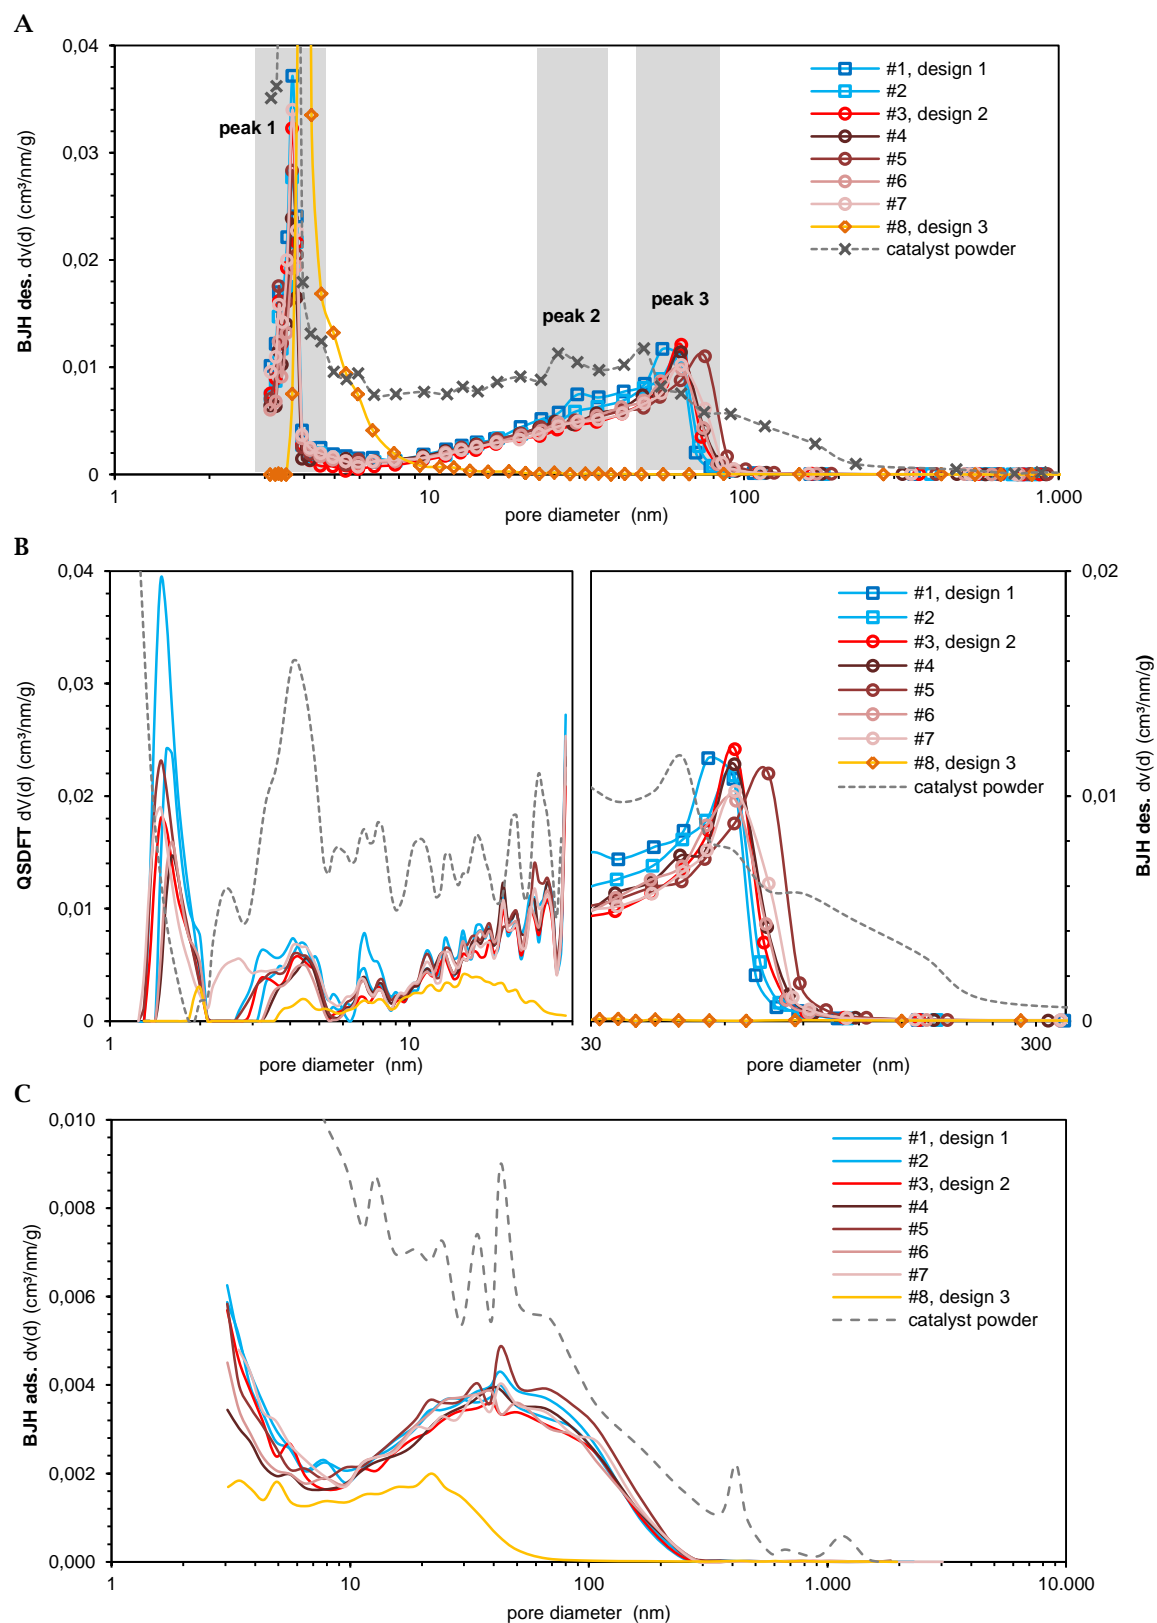 A
BJH des. dv(d) (cm³/nm/g)
0,04
0,03
0,02
0,01
0
1
10
100
1.000
pore diameter (nm)
peak 1
peak 2
peak 3
#1, design 1
#2
#3, design 2
#4
#5
#6
#7
#8, design 3
catalyst powder
B
QSDFT dV(d) (cm³/nm/g)
0,04
0,03
0,02
0,01
0
1
10
pore diameter (nm)
#1, design 1
#2
#3, design 2
#4
#5
#6
#7
#8, design 3
catalyst powder
0,02
0,01
0
30
300
pore diameter (nm)
BJH des. dv(d) (cm³/nm/g)
C
BJH ads. dv(d) (cm³/nm/g)
0,010
0,008
0,006
0,004
0,002
0,000
1
10
100
1.000
10.000
pore diameter (nm)
#1, design 1
#2
#3, design 2
#4
#5
#6
#7
#8, design 3
catalyst powder